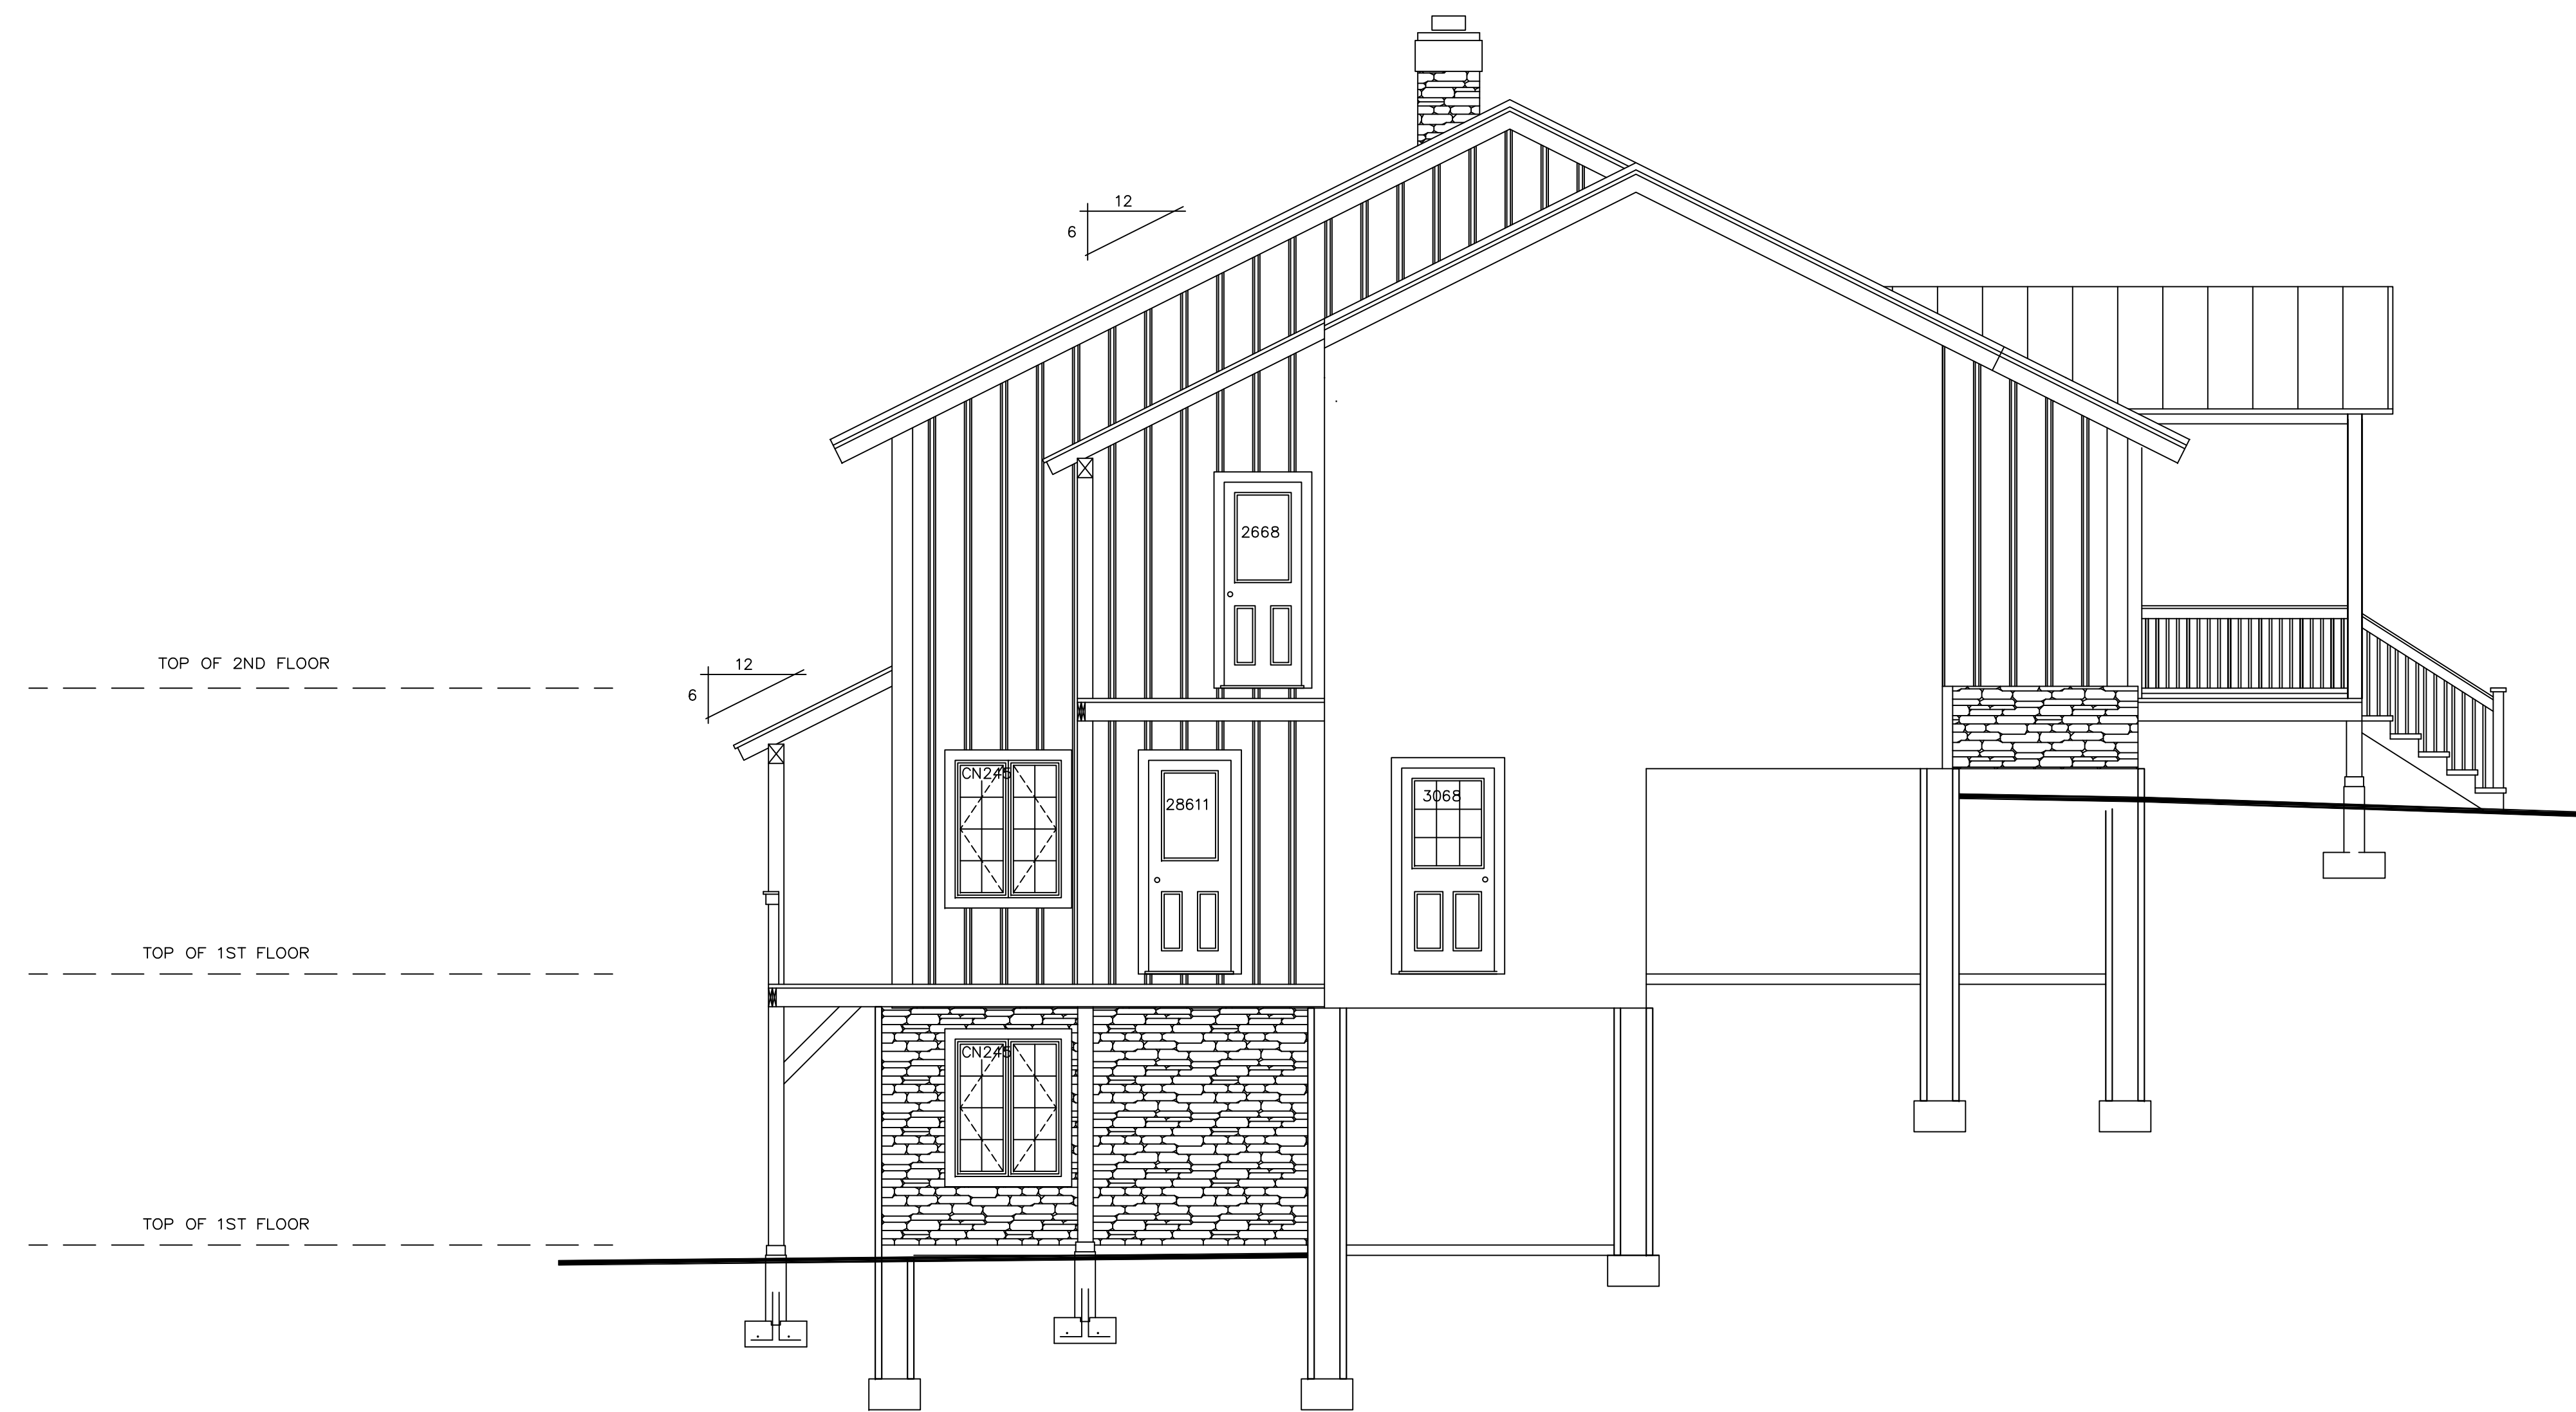 12
6
2668
TOP OF 2ND FLOOR
12
6
CN245
28611
3068
TOP OF 1ST FLOOR
CN245
TOP OF 1ST FLOOR